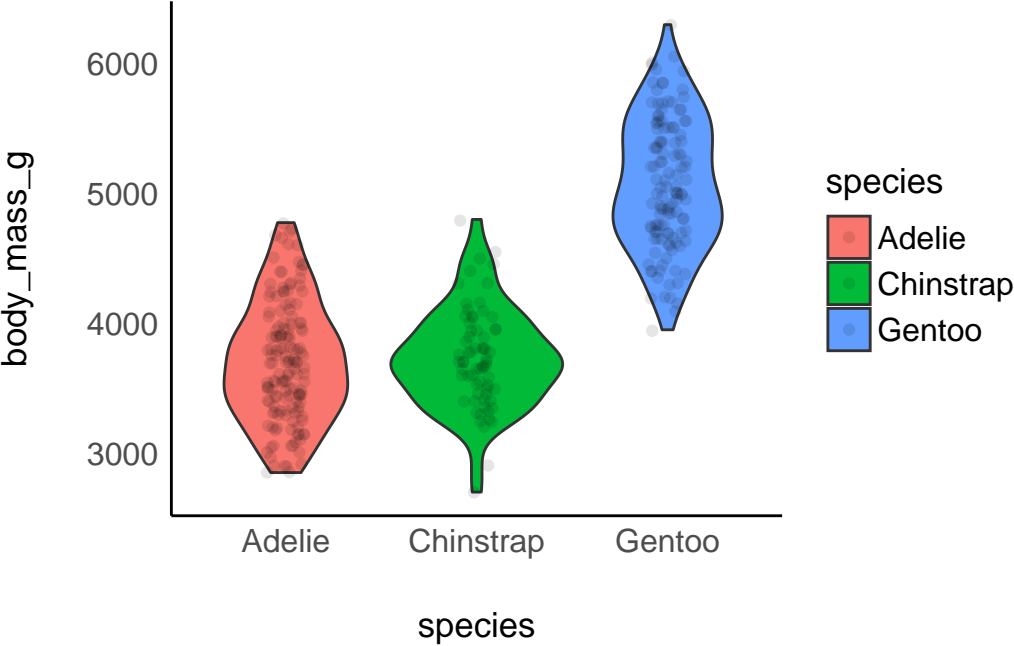 body_mass_g
6000
5000
4000
3000
Adelie
Chinstrap
Gentoo
species
species
Adelie
Chinstrap
Gentoo